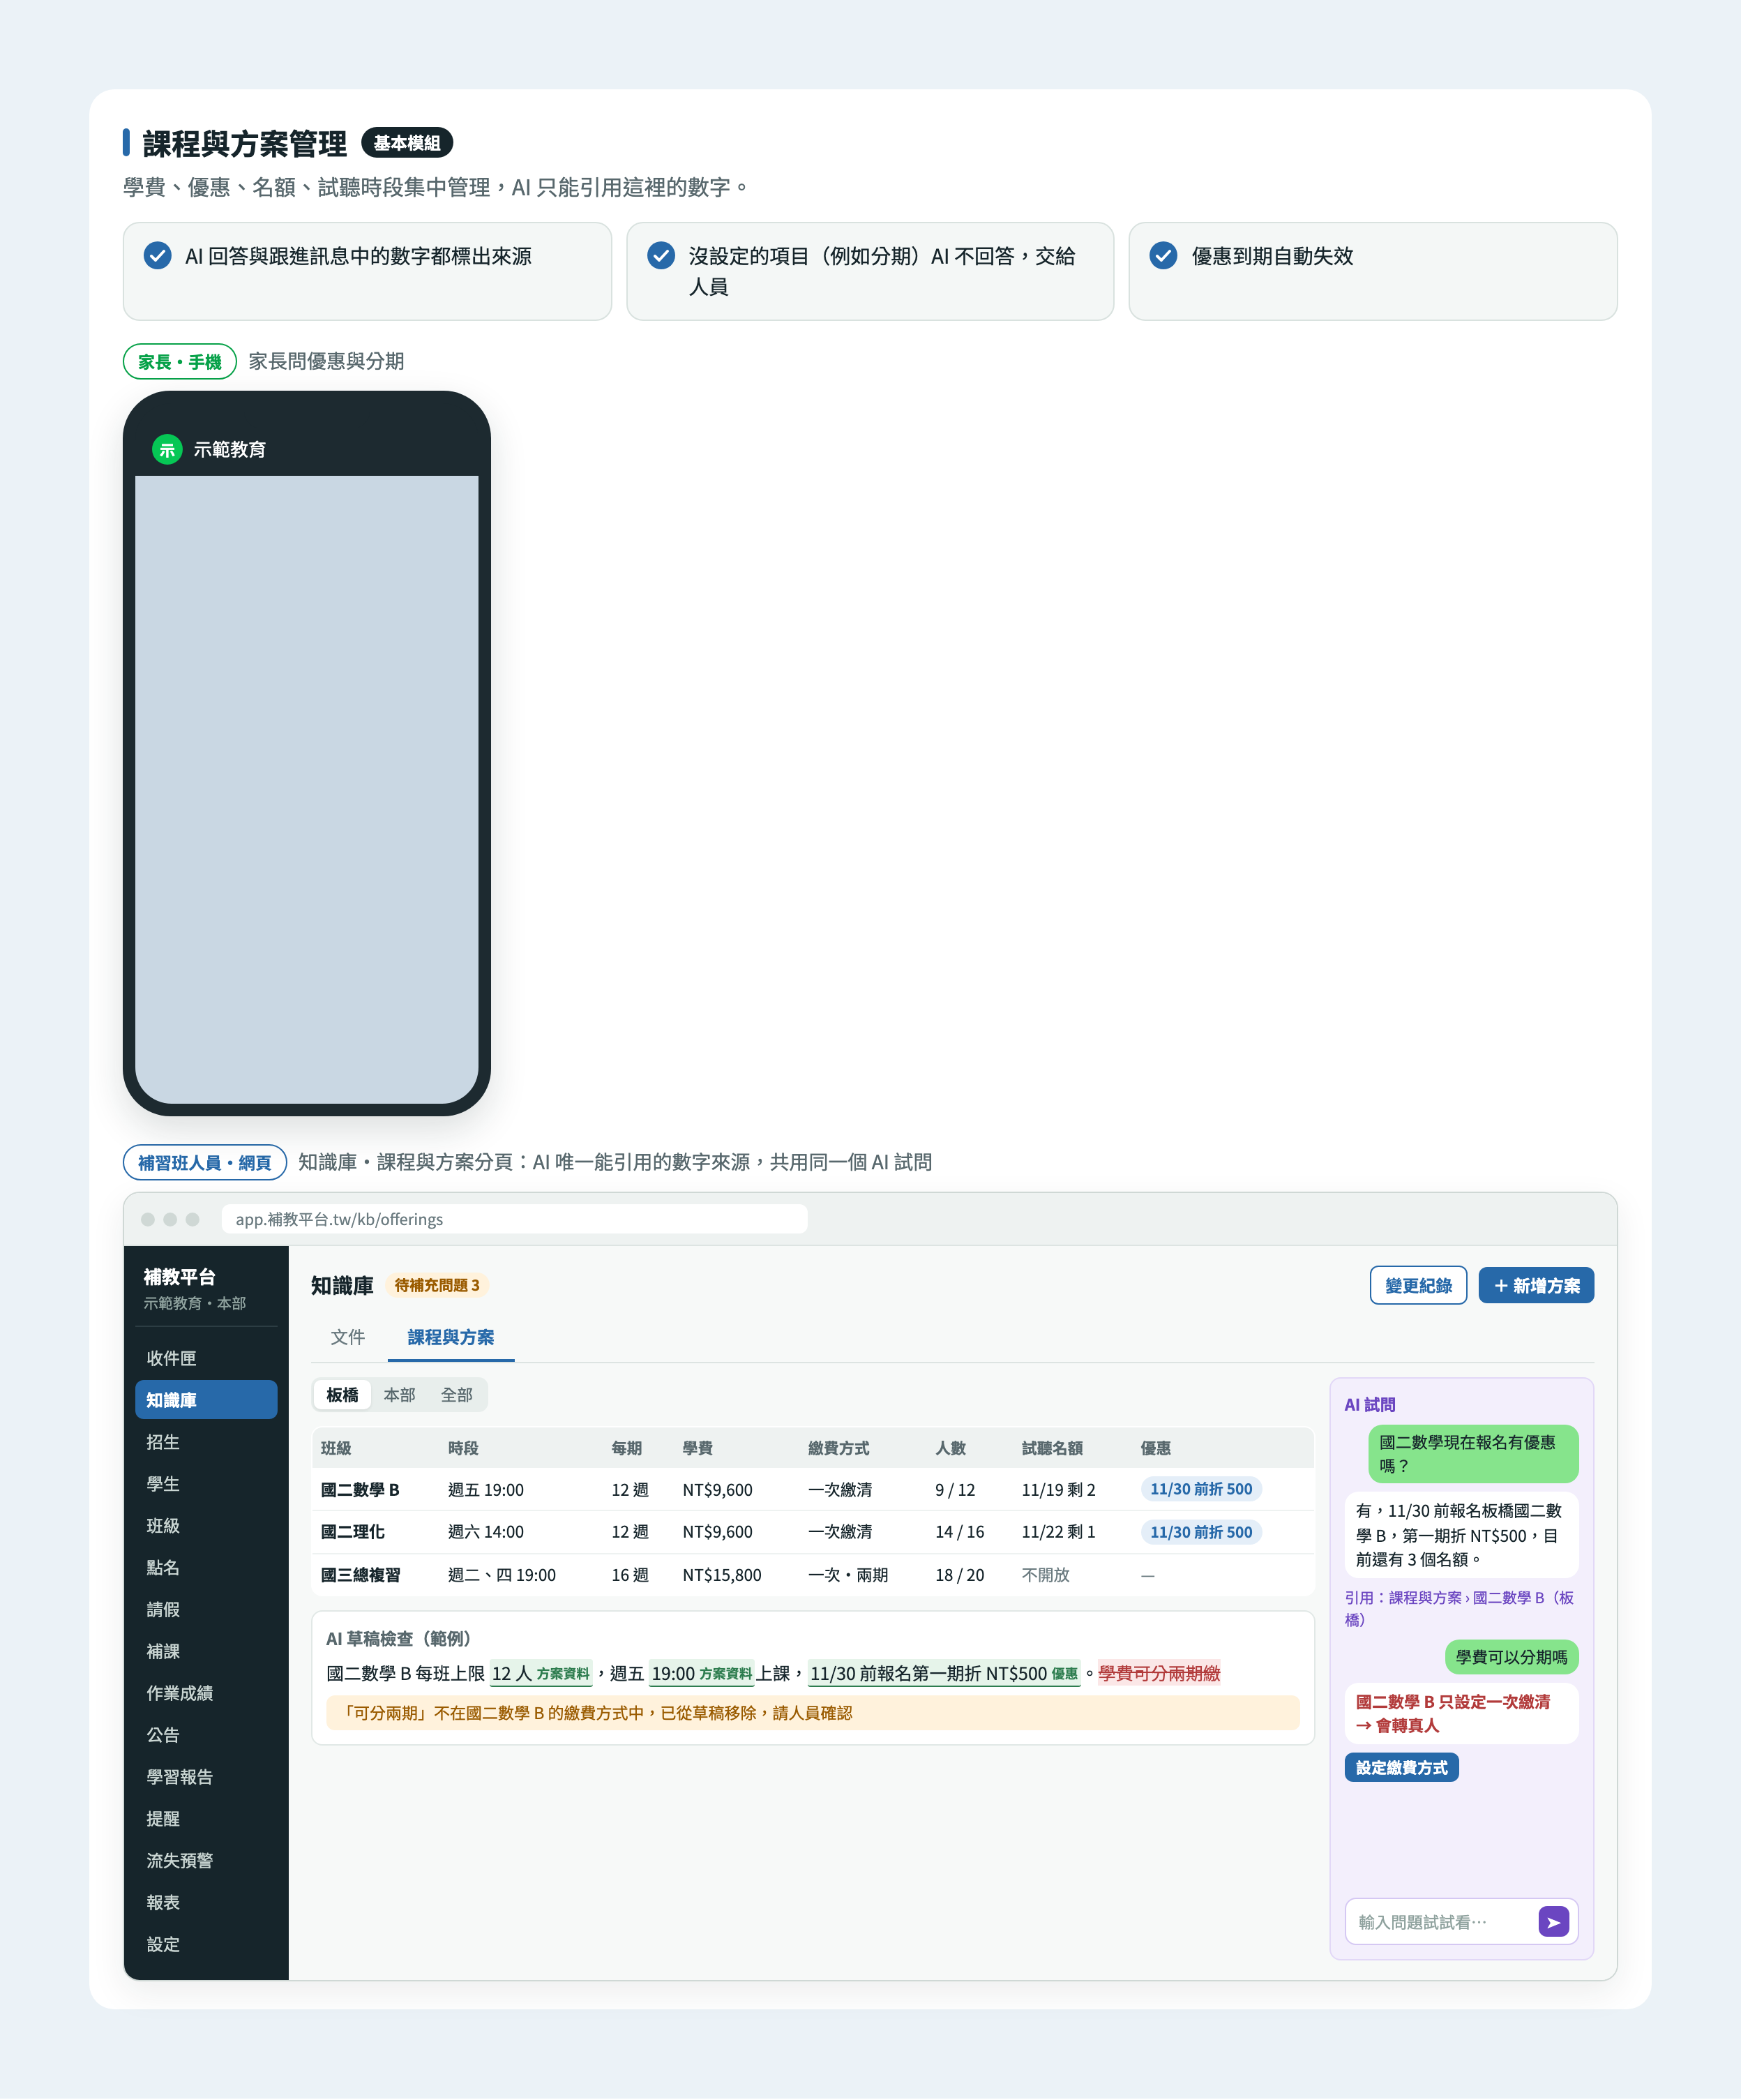 課程與方案管理 基本模組
學費、優惠、名額、試聽時段集中管理，AI 只能引用這裡的數字。
AI 回答與跟進訊息中的數字都標出來源
沒設定的項目（例如分期）AI 不回答，交給
人員
優惠到期自動失效
家長・手機 家長問優惠與分期
示 示範教育
補習班人員・網頁 知識庫・課程與方案分頁：AI 唯一能引用的數字來源，共用同一個 AI 試問
app.補教平台.tw/kb/offerings
補教平台
示範教育・本部
收件匣
知識庫
招生
學生
班級
點名
請假
補課
作業成績
公告
學習報告
提醒
流失預警
報表
設定
知識庫 待補充問題 3
變更紀錄 ＋ 新增方案
文件 課程與方案
板橋 本部 全部
班級 時段 每期 學費 繳費方式 人數 試聽名額 優惠
國二數學 B 週五 19:00 12 週 NT$9,600 一次繳清 9 / 12 11/19 剩 2 11/30 前折 500
國二理化 週六 14:00 12 週 NT$9,600 一次繳清 14 / 16 11/22 剩 1 11/30 前折 500
國三總複習 週二、四 19:00 16 週 NT$15,800 一次・兩期 18 / 20 不開放 —
AI 草稿檢查（範例）
國二數學 B 每班上限 12 人 方案資料，週五 19:00 方案資料 上課，11/30 前報名第一期折 NT$500 優惠。學費可分兩期繳
「可分兩期」不在國二數學 B 的繳費方式中，已從草稿移除，請人員確認
AI 試問
國二數學現在報名有優惠
嗎？
有，11/30 前報名板橋國二數
學 B，第一期折 NT$500，目
前還有 3 個名額。
引用：課程與方案 › 國二數學 B（板
橋）
學費可以分期嗎
國二數學 B 只設定一次繳清
→ 會轉真人
設定繳費方式
輸入問題試試看⋯
➤